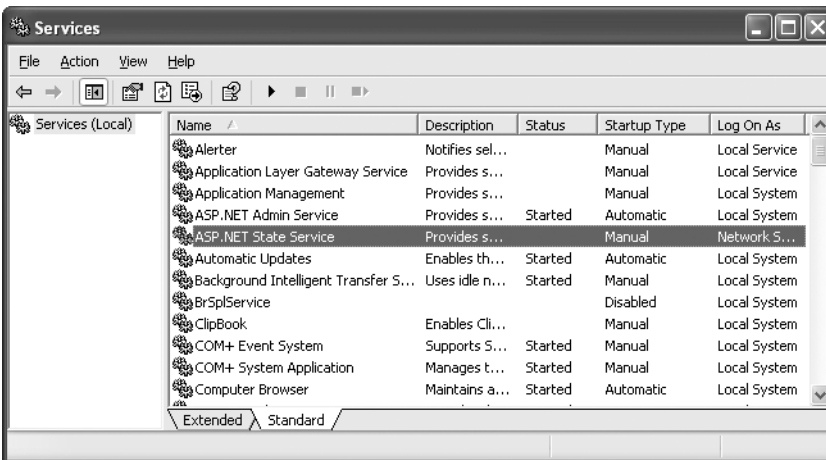 Services
File Action View Help
Services (Local)
Name Description Status Startup Type Log On As
Alerter Notifies sel... Manual Local Service
Application Layer Gateway Service Provides s... Manual Local Service
Application Management Provides s... Manual Local System
ASP.NET Admin Service Provides s... Started Automatic Local System
ASP.NET State Service Provides s... Manual Network S...
Automatic Updates Enables th... Started Automatic Local System
Background Intelligent Transfer S... Uses idle n... Started Manual Local System
BrSplService Disabled Local System
ClipBook Enables Cli... Manual Local System
COM+ Event System Supports S... Started Manual Local System
COM+ System Application Manages t... Started Manual Local System
Computer Browser Maintains a... Started Automatic Local System
Extended Standard